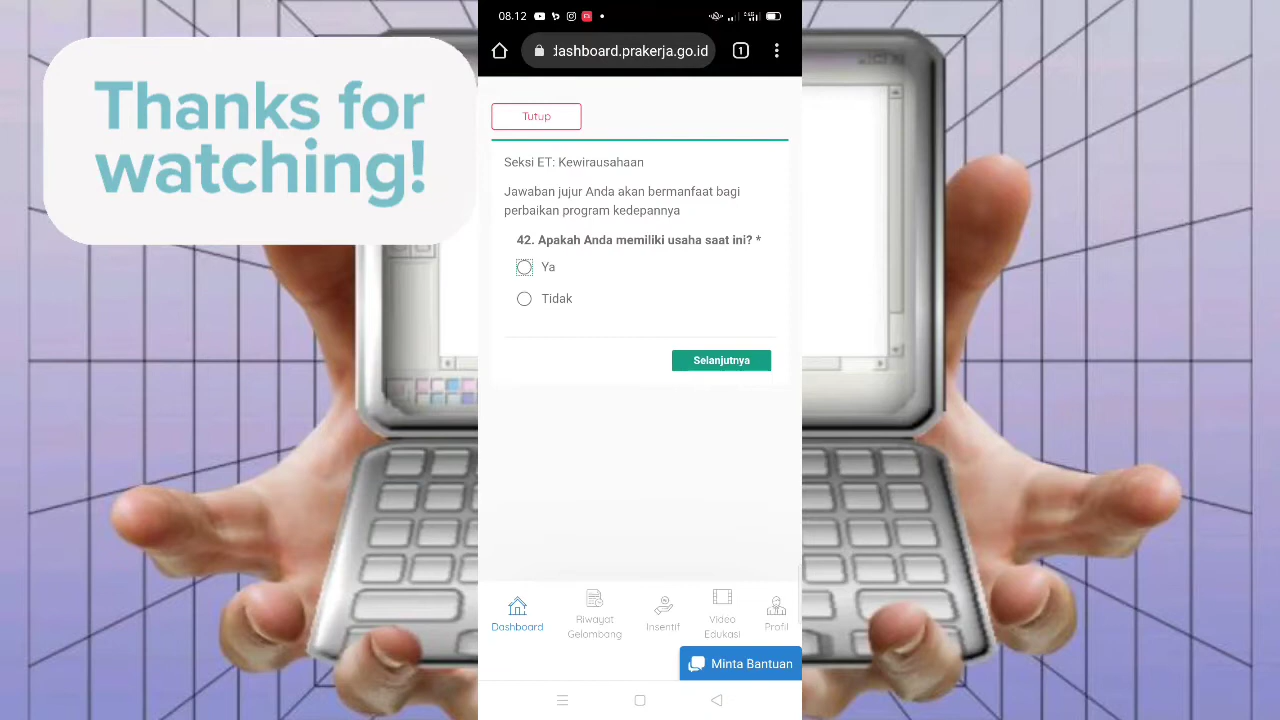 Thanks for
watching!
08.12
dashboard.prakerja.go.id
1
Tutup
Seksi ET: Kewirausahaan
Jawaban jujur Anda akan bermanfaat bagi
perbaikan program kedepannya
42. Apakah Anda memiliki usaha saat ini? *
Ya
Tidak
Selanjutnya
Dashboard
Riwayat
Gelombang
Insentif
Video
Edukasi
Profil
Minta Bantuan